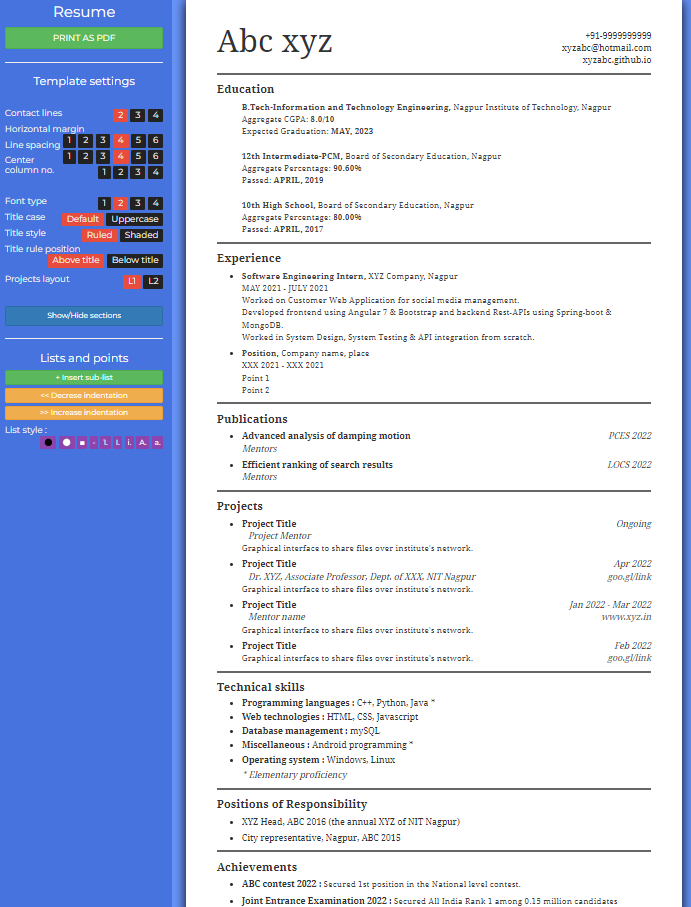 Resume
PRINT AS PDF
Template settings
Contact lines 2 3 4
Horizontal margin
1 2 3 4 5 6
Line spacing
1 2 3 4 5 6
Center
column no. 1 2 3 4
Font type 1 2 3 4
Title case Default Uppercase
Title style Ruled Shaded
Title rule position
Above title Below title
Projects layout L1 L2
Show/Hide sections
Lists and points
+ Insert sub-list
<< Decrese indentation
>> Increase indentation
List style :
● ● ■ - 1. I. i. A. a.
Abc xyz
+91-9999999999
xyzabc@hotmail.com
xyzabc.github.io
Education
B.Tech-Information and Technology Engineering, Nagpur Institute of Technology, Nagpur
Aggregate CGPA: 8.0/10
Expected Graduation: MAY, 2023
12th Intermediate-PCM, Board of Secondary Education, Nagpur
Aggregate Percentage: 90.60%
Passed: APRIL, 2019
10th High School, Board of Secondary Education, Nagpur
Aggregate Percentage: 80.00%
Passed: APRIL, 2017
Experience
• Software Engineering Intern, XYZ Company, Nagpur
MAY 2021 - JULY 2021
Worked on Customer Web Application for social media management.
Developed frontend using Angular 7 & Bootstrap and backend Rest-APIs using Spring-boot &
MongoDB.
Worked in System Design, System Testing & API integration from scratch.
• Position, Company name, place
XXX 2021 - XXX 2021
Point 1
Point 2
Publications
• Advanced analysis of damping motion PCES 2022
Mentors
• Efficient ranking of search results LOCS 2022
Mentors
Projects
• Project Title Ongoing
Project Mentor
Graphical interface to share files over institute's network.
• Project Title Apr 2022
Dr. XYZ, Associate Professor, Dept. of XXX, NIT Nagpur goo.gl/link
Graphical interface to share files over institute's network.
• Project Title Jan 2022 - Mar 2022
Mentor name www.xyz.in
Graphical interface to share files over institute's network.
• Project Title Feb 2022
Graphical interface to share files over institute's network. goo.gl/link
Technical skills
• Programming languages : C++, Python, Java *
• Web technologies : HTML, CSS, Javascript
• Database management : mySQL
• Miscellaneous : Android programming *
• Operating system : Windows, Linux
* Elementary proficiency
Positions of Responsibility
• XYZ Head, ABC 2016 (the annual XYZ of NIT Nagpur)
• City representative, Nagpur, ABC 2015
Achievements
• ABC contest 2022 : Secured 1st position in the National level contest.
• Joint Entrance Examination 2022 : Secured All India Rank 1 among 0.15 million candidates